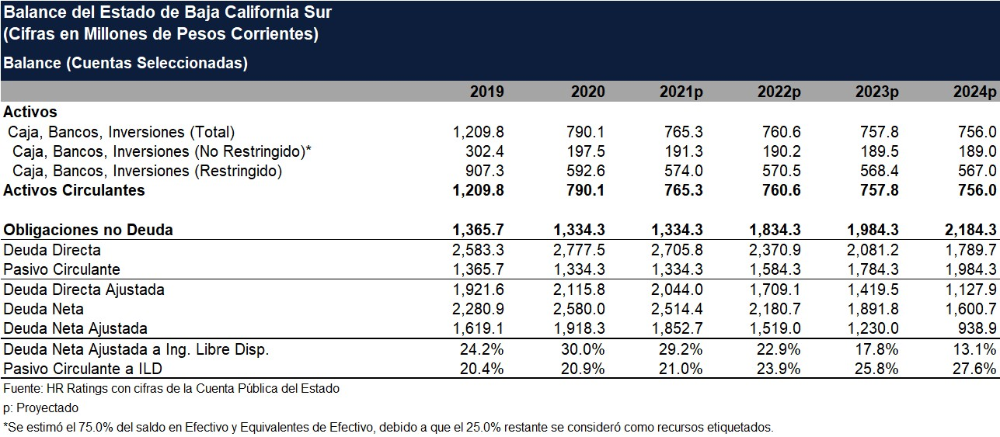 Balance del Estado de Baja California Sur
(Cifras en Millones de Pesos Corrientes)
Balance (Cuentas Seleccionadas)
2019 2020 2021p 2022p 2023p 2024p
Activos
Caja, Bancos, Inversiones (Total) 1,209.8 790.1 765.3 760.6 757.8 756.0
Caja, Bancos, Inversiones (No Restringido)* 302.4 197.5 191.3 190.2 189.5 189.0
Caja, Bancos, Inversiones (Restringido) 907.3 592.6 574.0 570.5 568.4 567.0
Activos Circulantes 1,209.8 790.1 765.3 760.6 757.8 756.0
Obligaciones no Deuda 1,365.7 1,334.3 1,334.3 1,834.3 1,984.3 2,184.3
Deuda Directa 2,583.3 2,777.5 2,705.8 2,370.9 2,081.2 1,789.7
Pasivo Circulante 1,365.7 1,334.3 1,334.3 1,584.3 1,784.3 1,984.3
Deuda Directa Ajustada 1,921.6 2,115.8 2,044.0 1,709.1 1,419.5 1,127.9
Deuda Neta 2,280.9 2,580.0 2,514.4 2,180.7 1,891.8 1,600.7
Deuda Neta Ajustada 1,619.1 1,918.3 1,852.7 1,519.0 1,230.0 938.9
Deuda Neta Ajustada a Ing. Libre Disp. 24.2% 30.0% 29.2% 22.9% 17.8% 13.1%
Pasivo Circulante a ILD 20.4% 20.9% 21.0% 23.9% 25.8% 27.6%
Fuente: HR Ratings con cifras de la Cuenta Pública del Estado
p: Proyectado
*Se estimó el 75.0% del saldo en Efectivo y Equivalentes de Efectivo, debido a que el 25.0% restante se consideró como recursos etiquetados.